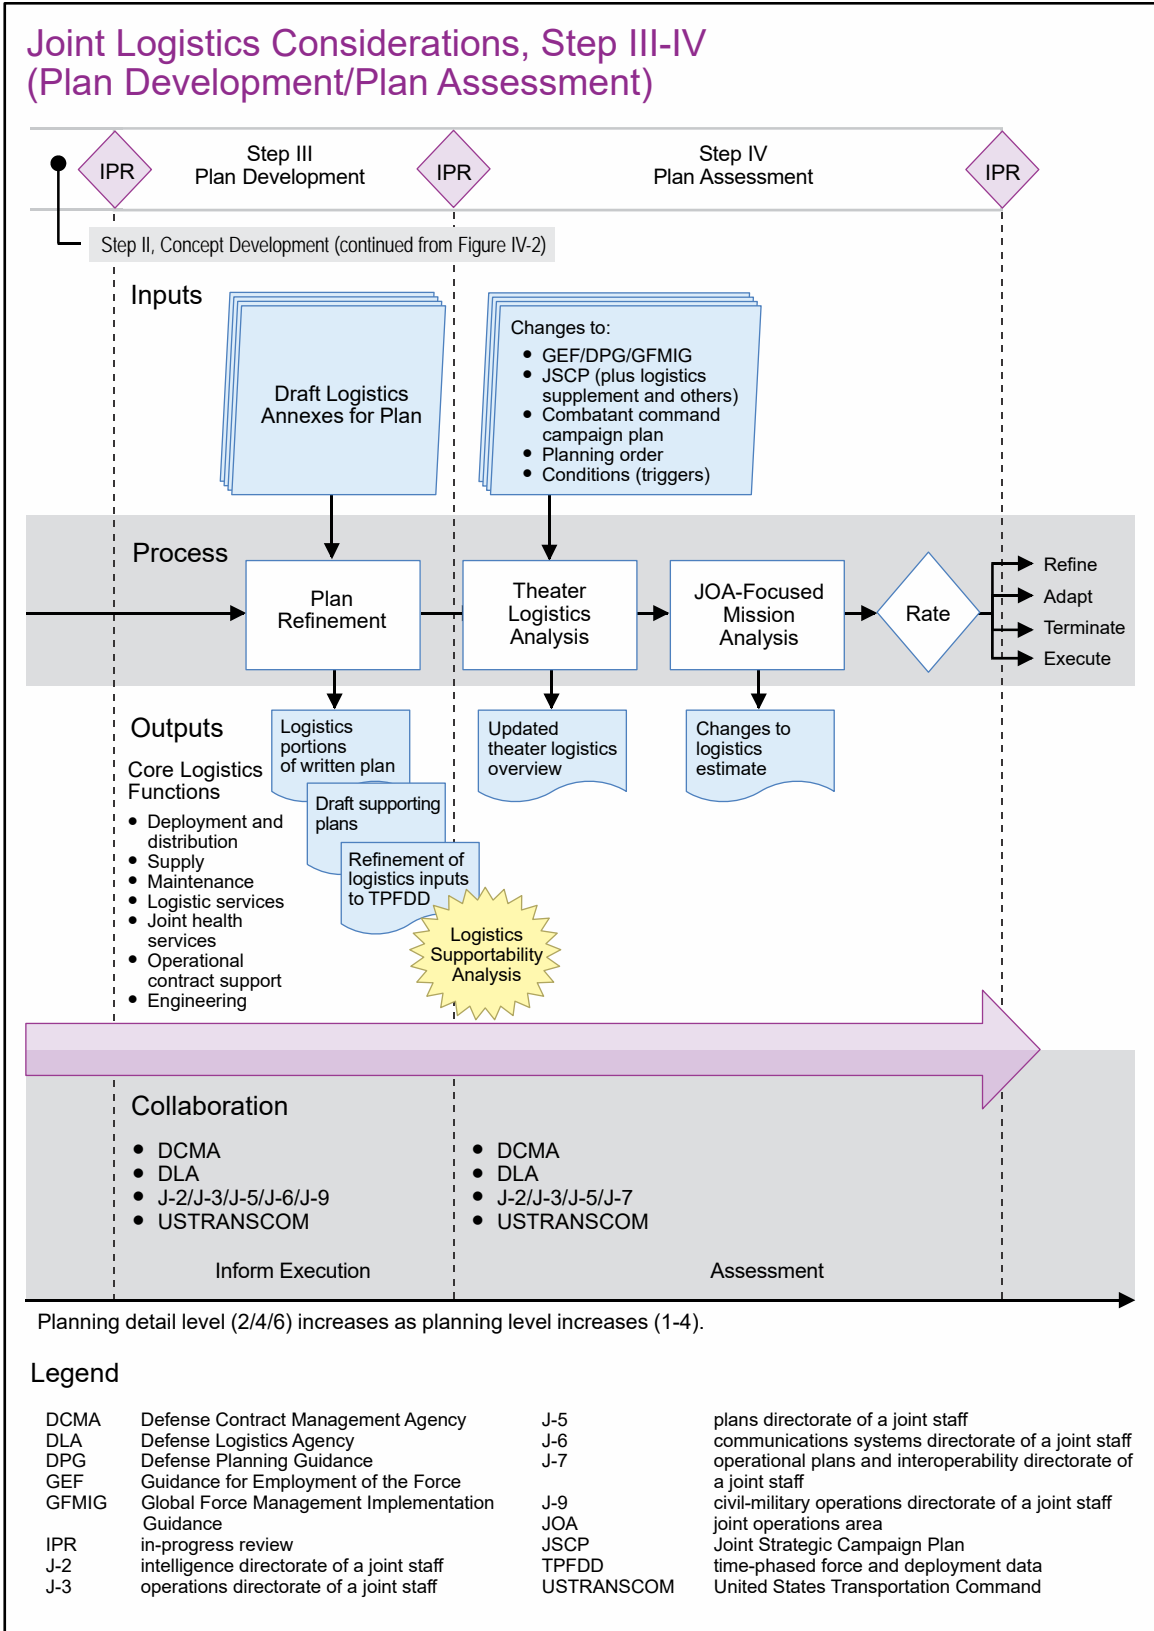 Joint Logistics Considerations, Step III-IV
(Plan Development/Plan Assessment)
IPR
Step III
Plan Development
IPR
Step IV
Plan Assessment
IPR
Step II, Concept Development (continued from Figure IV-2)
Inputs
Draft Logistics
Annexes for Plan
Changes to:
• GEF/DPG/GFMIG
• JSCP (plus logistics
supplement and others)
• Combatant command
campaign plan
• Planning order
• Conditions (triggers)
Process
Plan
Refinement
Theater
Logistics
Analysis
JOA-Focused
Mission
Analysis
Rate
Refine
Adapt
Terminate
Execute
Outputs
Core Logistics
Functions
• Deployment and
distribution
• Supply
• Maintenance
• Logistic services
• Joint health
services
• Operational
contract support
• Engineering
Logistics
portions
of written plan
Draft supporting
plans
Refinement of
logistics inputs
to TPFDD
Logistics
Supportability
Analysis
Updated
theater logistics
overview
Changes to
logistics
estimate
Collaboration
• DCMA
• DLA
• J-2/J-3/J-5/J-6/J-9
• USTRANSCOM
• DCMA
• DLA
• J-2/J-3/J-5/J-7
• USTRANSCOM
Inform Execution
Assessment
Planning detail level (2/4/6) increases as planning level increases (1-4).
Legend
DCMA Defense Contract Management Agency
DLA Defense Logistics Agency
DPG Defense Planning Guidance
GEF Guidance for Employment of the Force
GFMIG Global Force Management Implementation
Guidance
IPR in-progress review
J-2 intelligence directorate of a joint staff
J-3 operations directorate of a joint staff
J-5 plans directorate of a joint staff
J-6 communications systems directorate of a joint staff
J-7 operational plans and interoperability directorate of
a joint staff
J-9 civil-military operations directorate of a joint staff
JOA joint operations area
JSCP Joint Strategic Campaign Plan
TPFDD time-phased force and deployment data
USTRANSCOM United States Transportation Command